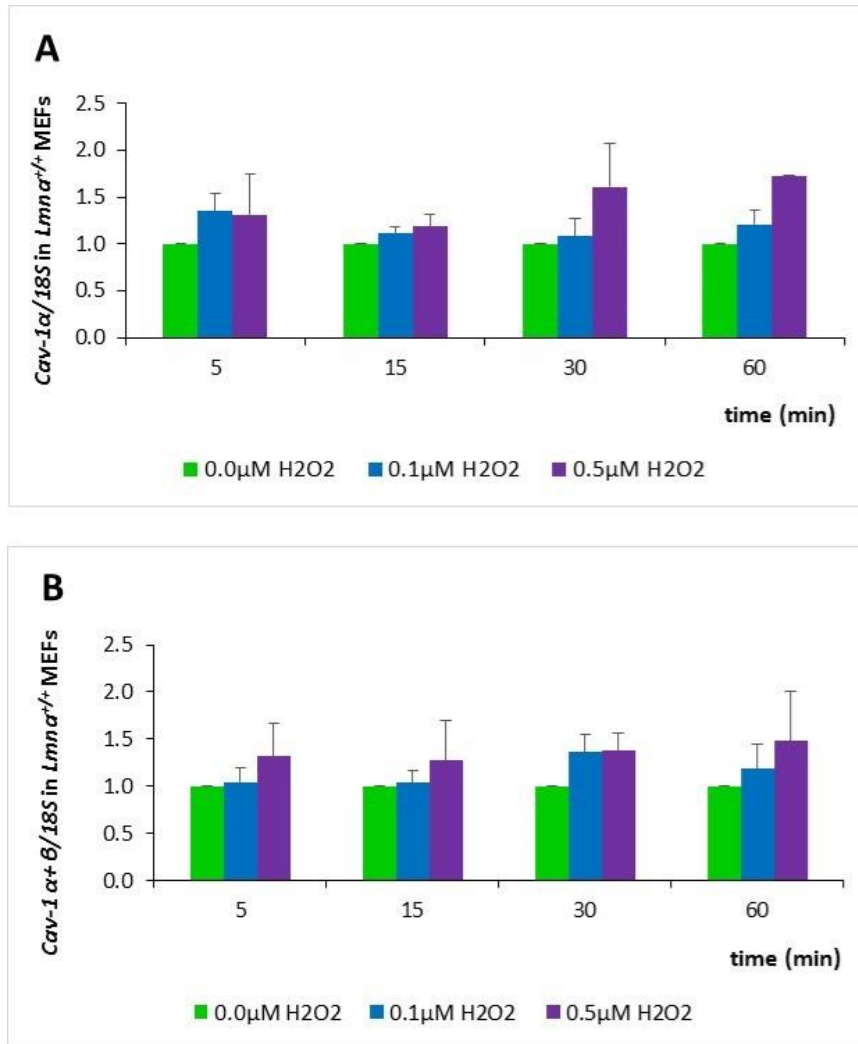 A
Cav-1α/18S in Lmna+/+ MEFs
2.5
2.0
1.5
1.0
0.5
0.0
5 15 30 60
time (min)
0.0µM H2O2 0.1µM H2O2 0.5µM H2O2
B
Cav-1 α+β/18S in Lmna+/+ MEFs
2.5
2.0
1.5
1.0
0.5
0.0
5 15 30 60
time (min)
0.0µM H2O2 0.1µM H2O2 0.5µM H2O2